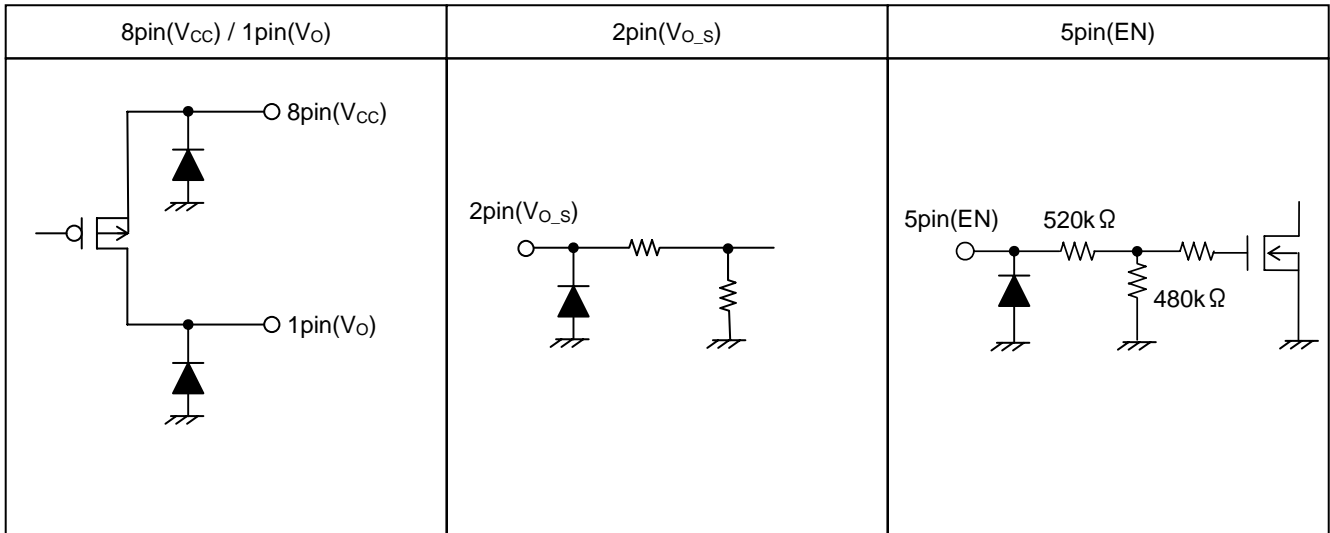 8pin(VCC) / 1pin(VO)
2pin(VO_S)
5pin(EN)
8pin(VCC)
1pin(VO)
2pin(VO_S)
5pin(EN)
520kΩ
480kΩ